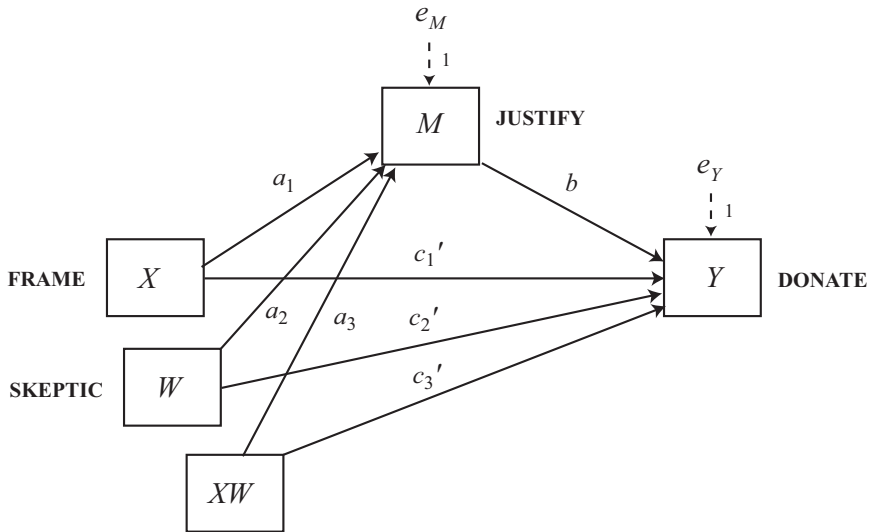 e_M
1
M
JUSTIFY
a_1
b
e_Y
1
FRAME
X
c_1′
Y
DONATE
a_2
a_3
c_2′
SKEPTIC
W
c_3′
XW